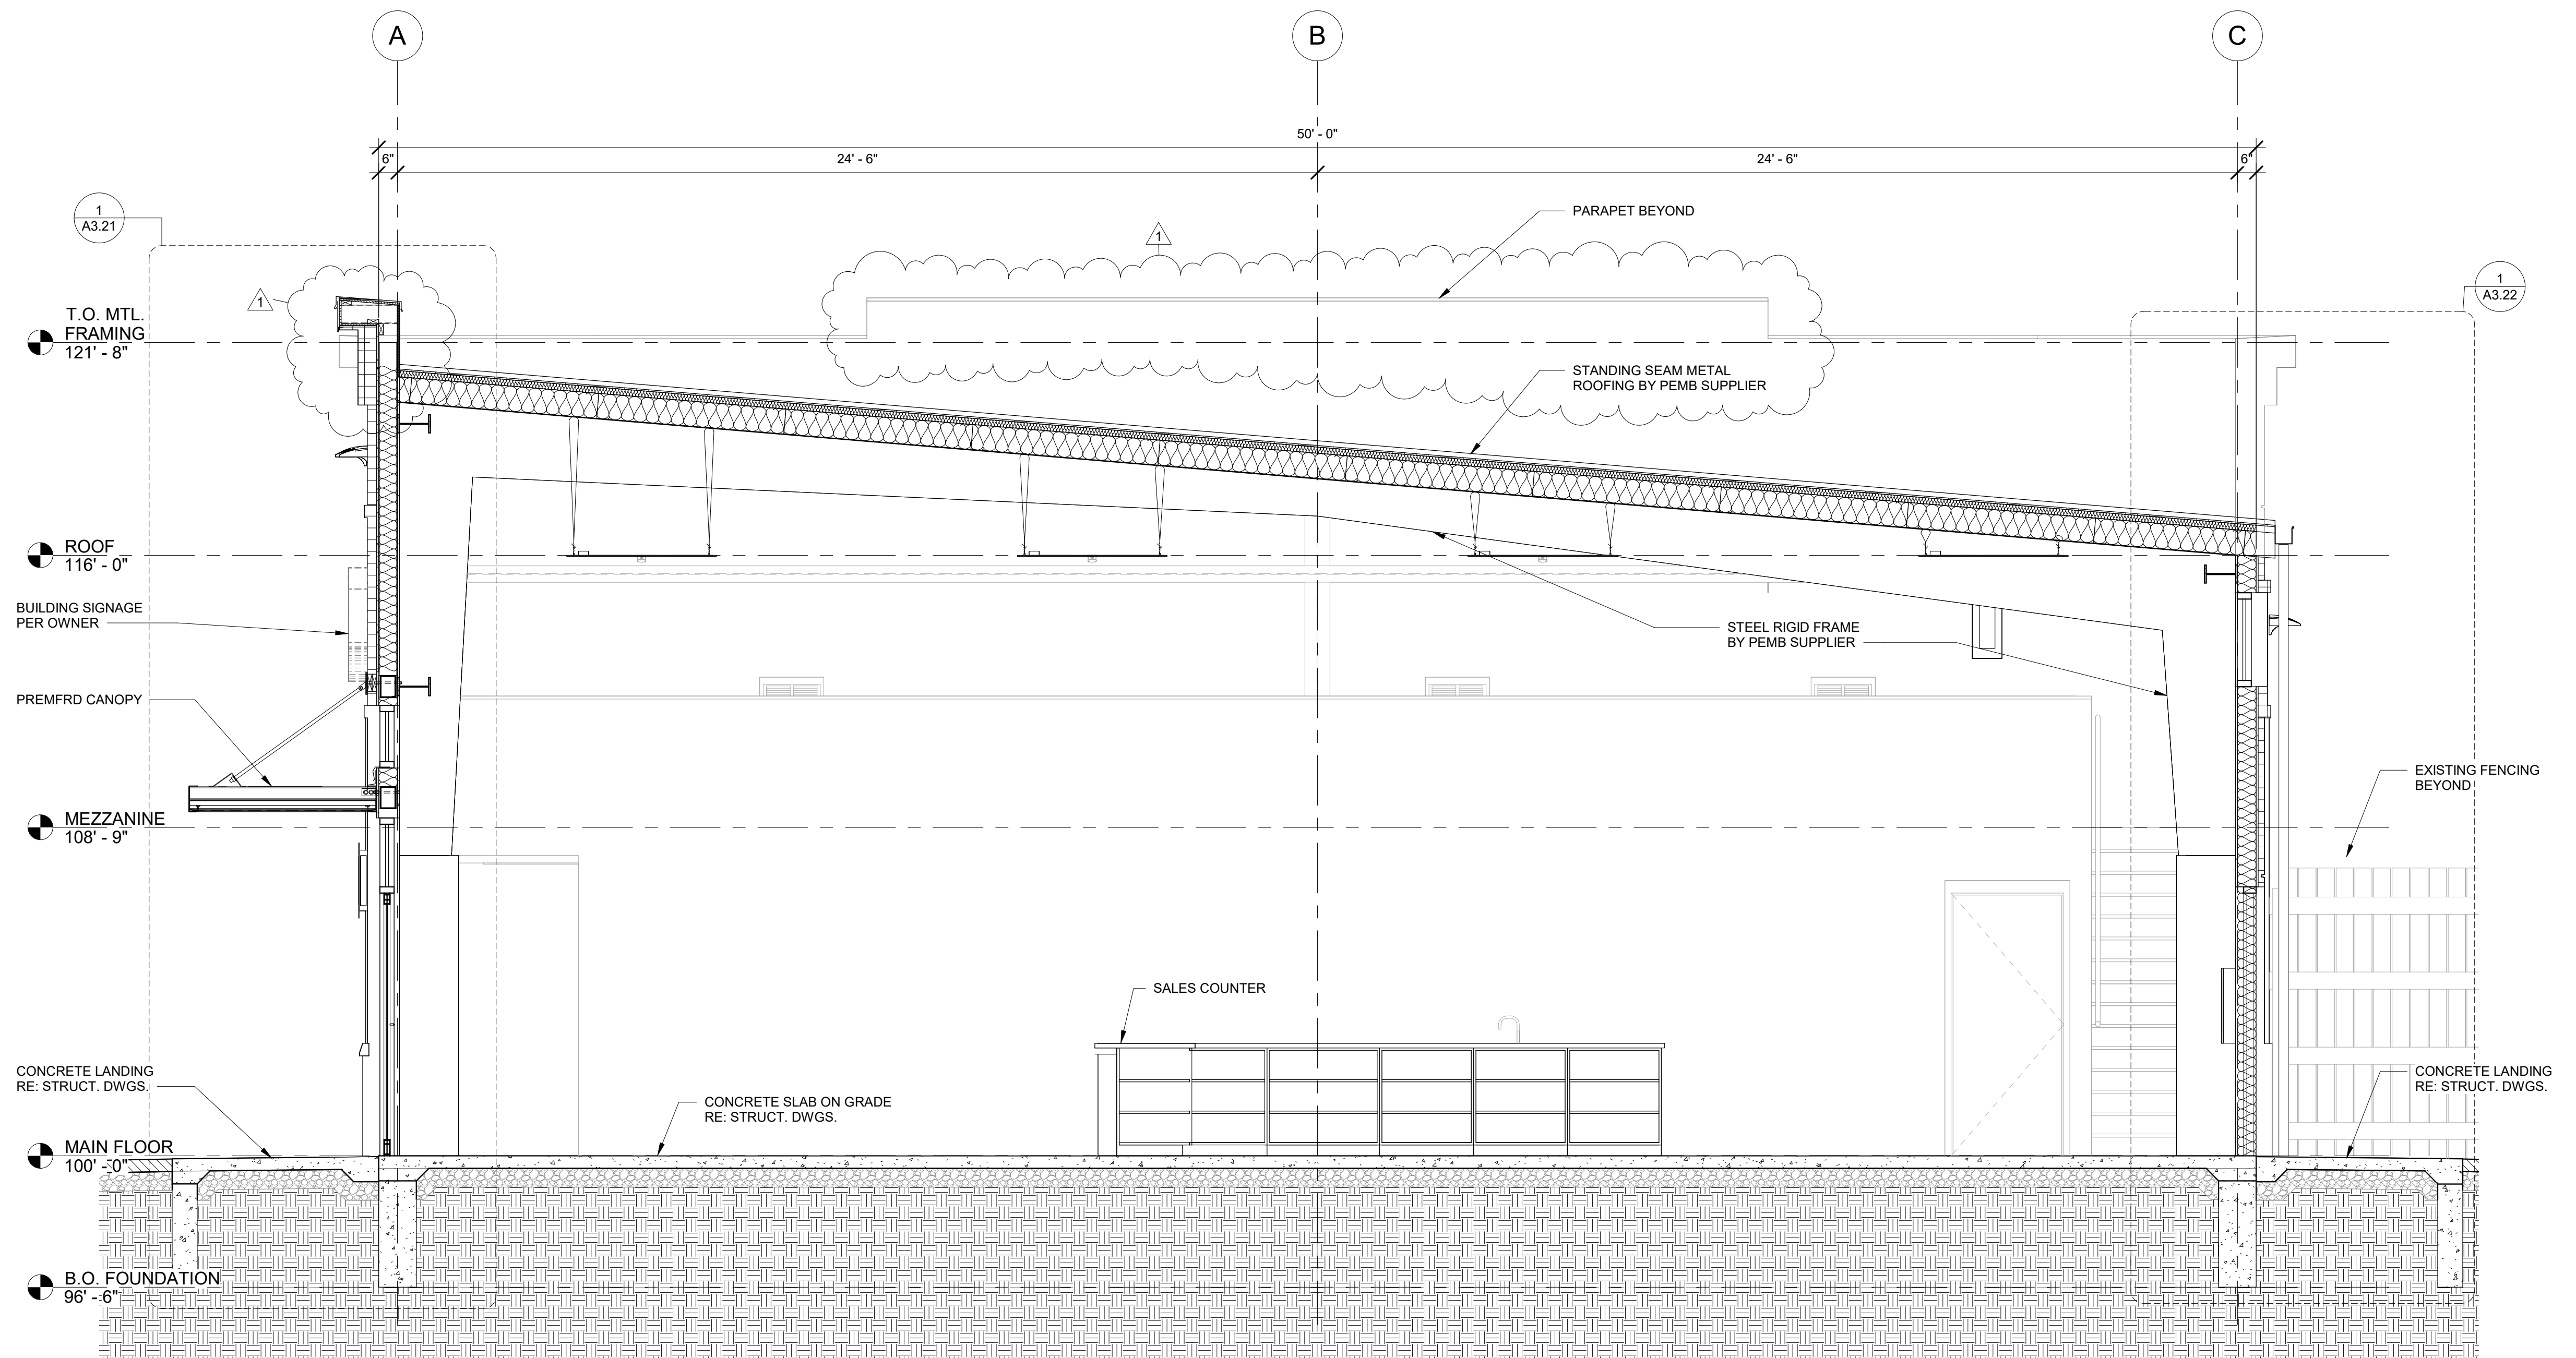 A
B
C
50' - 0"
6"
24' - 6"
24' - 6"
6"
1
A3.21
PARAPET BEYOND
1
1
1
A3.22
T.O. MTL.
FRAMING
121' - 8"
STANDING SEAM METAL
ROOFING BY PEMB SUPPLIER
ROOF
116' - 0"
BUILDING SIGNAGE
PER OWNER
STEEL RIGID FRAME
BY PEMB SUPPLIER
PREMFRD CANOPY
EXISTING FENCING
BEYOND
MEZZANINE
108' - 9"
SALES COUNTER
CONCRETE LANDING
RE: STRUCT. DWGS.
CONCRETE SLAB ON GRADE
RE: STRUCT. DWGS.
CONCRETE LANDING
RE: STRUCT. DWGS.
MAIN FLOOR
100' - 0"
B.O. FOUNDATION
96' - 6"